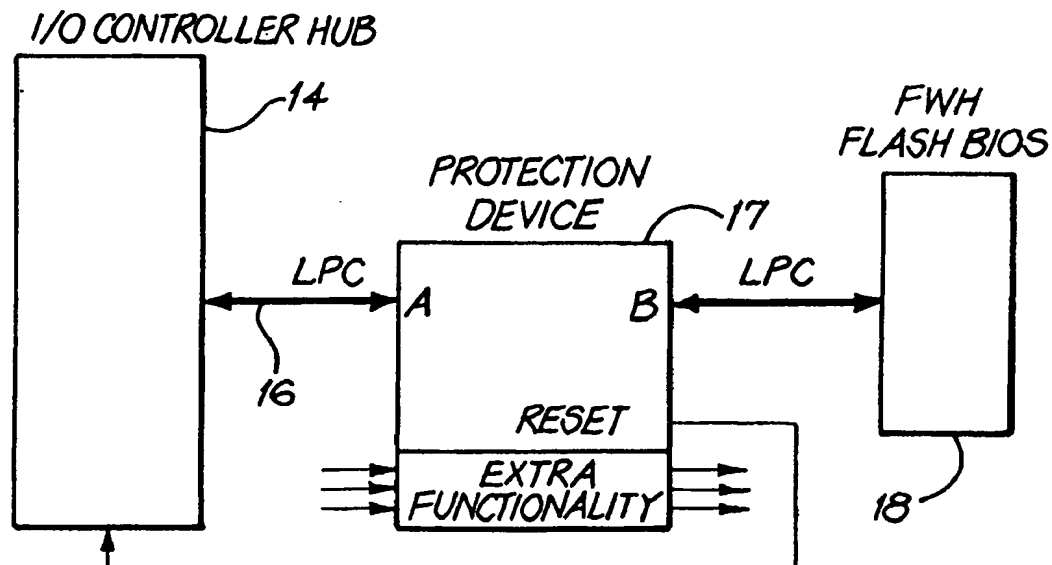 I/O CONTROLLER HUB
14
FWH
FLASH BIOS
PROTECTION
DEVICE
17
LPC
LPC
A
B
16
RESET
EXTRA
FUNCTIONALITY
18